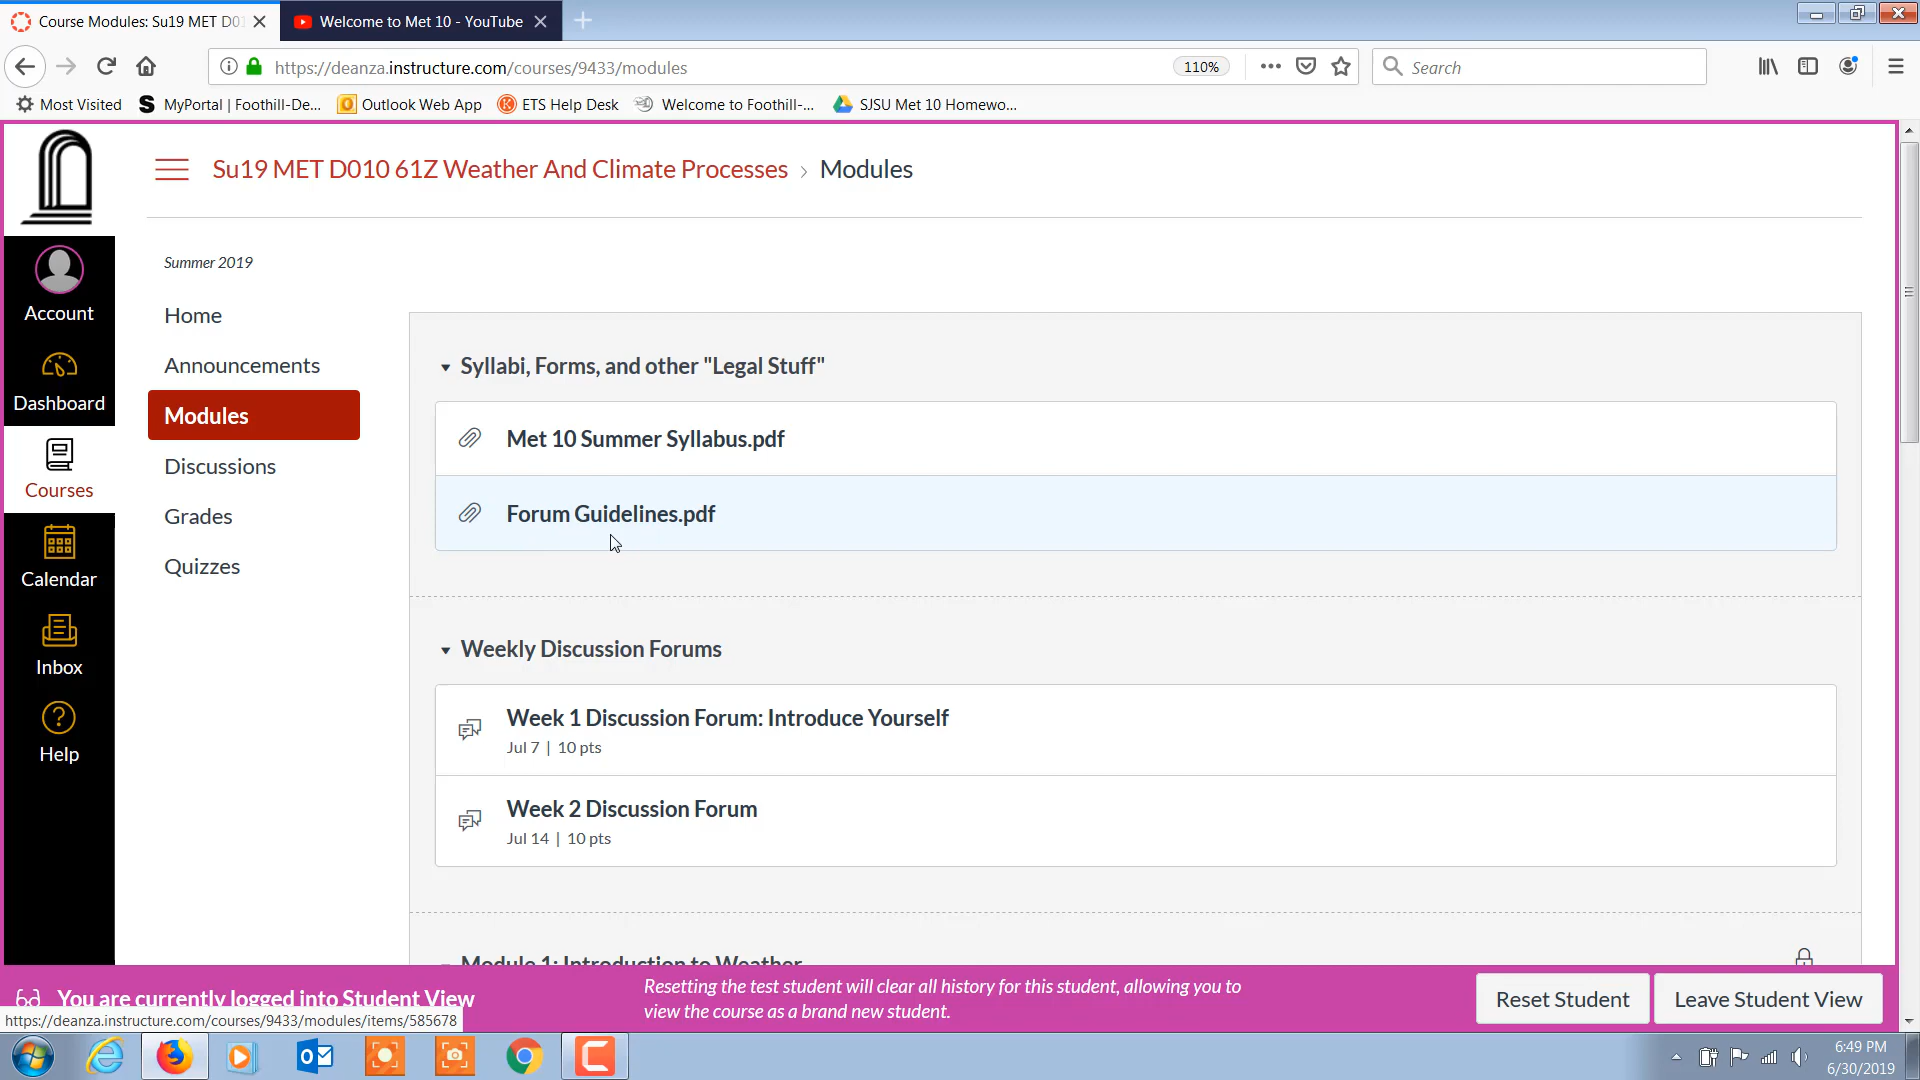 Course Modules: Su19 MET D01
Welcome to Met 10 - YouTube
https://deanza.instructure.com/courses/9433/modules
110%
Search
Most Visited
MyPortal | Foothill-De...
Outlook Web App
ETS Help Desk
Welcome to Foothill-...
SJSU Met 10 Homewo...
Su19 MET D010 61Z Weather And Climate Processes › Modules
Summer 2019
Account
Dashboard
Courses
Calendar
Inbox
Help
Home
Announcements
Modules
Discussions
Grades
Quizzes
Syllabi, Forms, and other "Legal Stuff"
Met 10 Summer Syllabus.pdf
Forum Guidelines.pdf
Weekly Discussion Forums
Week 1 Discussion Forum: Introduce Yourself
Jul 7 | 10 pts
Week 2 Discussion Forum
Jul 14 | 10 pts
Module 1: Introduction to Weather
You are currently logged into Student View
Resetting the test student will clear all history for this student, allowing you to
view the course as a brand new student.
Reset Student
Leave Student View
https://deanza.instructure.com/courses/9433/modules/items/585678
6:49 PM
6/30/2019